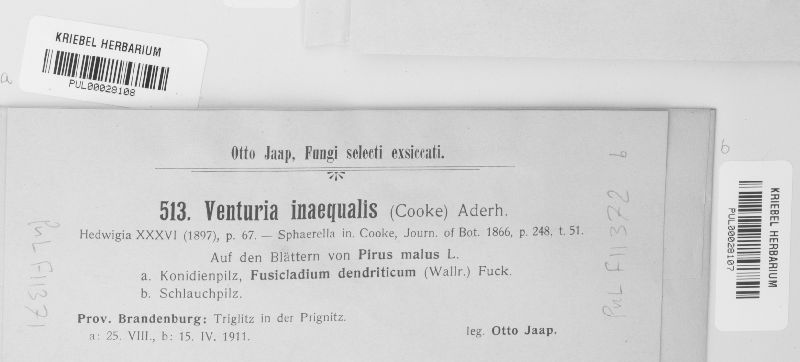 KRIEBEL HERBARIUM
PUL00028108
a
Otto Jaap, Fungi selecti exsiccati.
513. Venturia inaequalis (Cooke) Aderh.
Hedwigia XXXVI (1897), p. 67. — Sphaerella in. Cooke, Journ. of Bot. 1866, p. 248, t. 51.
Auf den Blättern von Pirus malus L.
a. Konidienpilz, Fusicladium dendriticum (Wallr.) Fuck.
b. Schlauchpilz.
Prov. Brandenburg: Triglitz in der Prignitz.
a: 25. VIII., b: 15. IV. 1911.
leg. Otto Jaap.
PUL F11371
PUL F11372 b
b
KRIEBEL HERBARIUM
PUL00028107